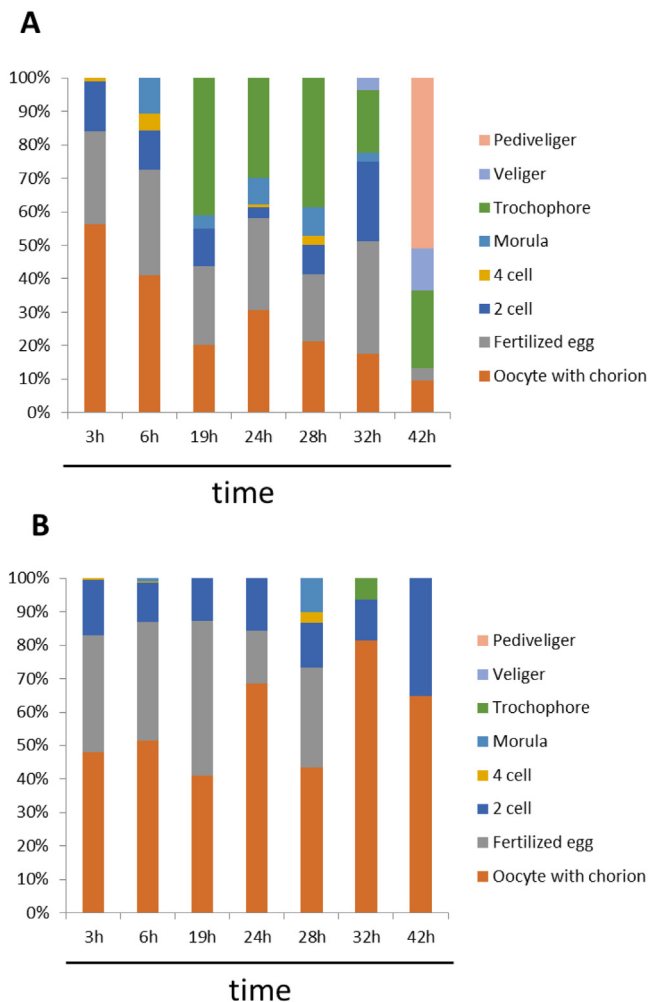 A
100%
90%
80%
70%
60%
50%
40%
30%
20%
10%
0%
3h 6h 19h 24h 28h 32h 42h
time
Pediveliger
Veliger
Trochophore
Morula
4 cell
2 cell
Fertilized egg
Oocyte with chorion
B
100%
90%
80%
70%
60%
50%
40%
30%
20%
10%
0%
3h 6h 19h 24h 28h 32h 42h
time
Pediveliger
Veliger
Trochophore
Morula
4 cell
2 cell
Fertilized egg
Oocyte with chorion